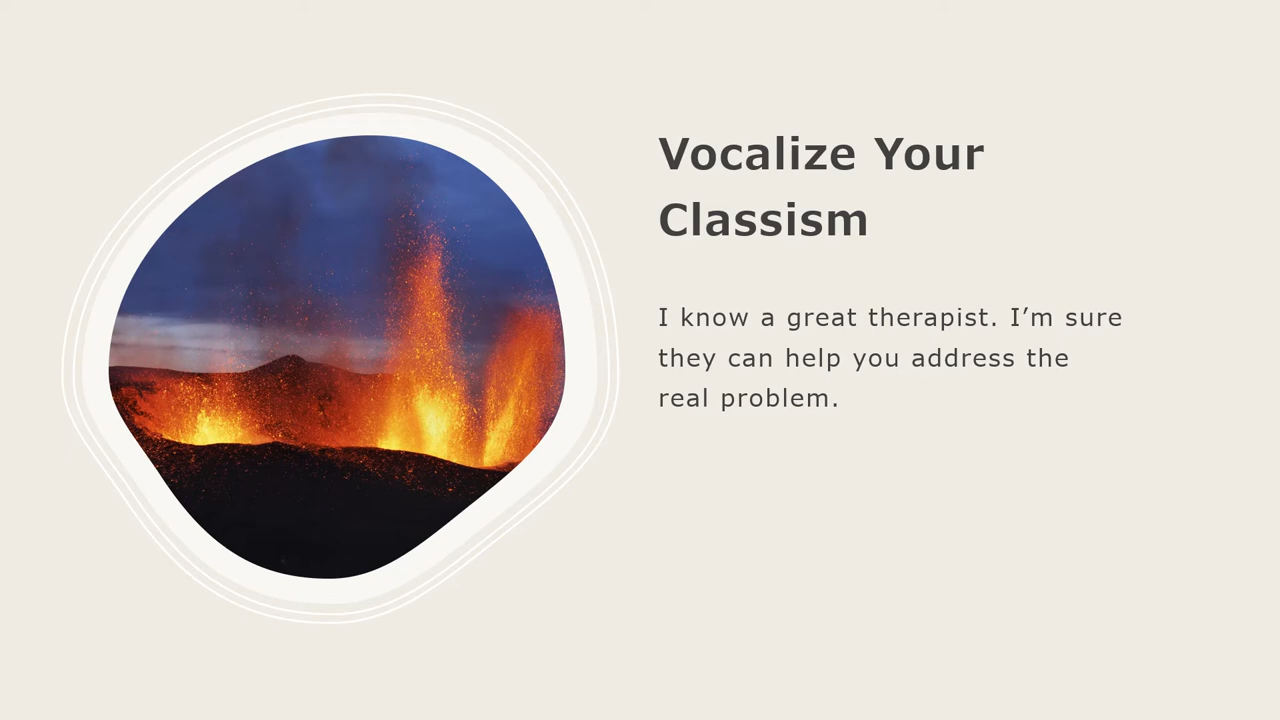 Vocalize Your
Classism
I know a great therapist. I’m sure
they can help you address the
real problem.